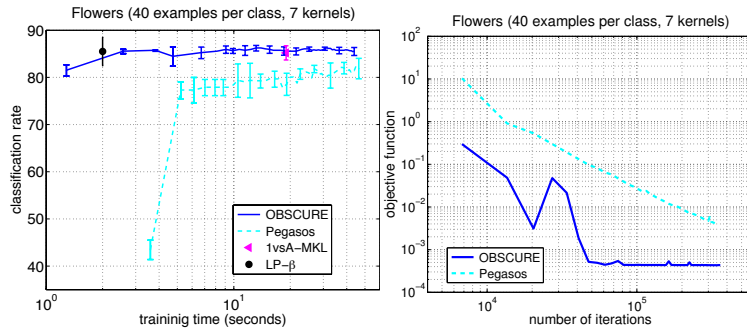 Flowers (40 examples per class, 7 kernels)
classification rate
90
80
70
60
50
40
35
OBSCURE
Pegasos
1vsA−MKL
LP−β
10^0
10^1
traininig time (seconds)
Flowers (40 examples per class, 7 kernels)
objective function
10^2
10^1
10^0
10^−1
10^−2
10^−3
10^−4
OBSCURE
Pegasos
10^4
10^5
number of iterations